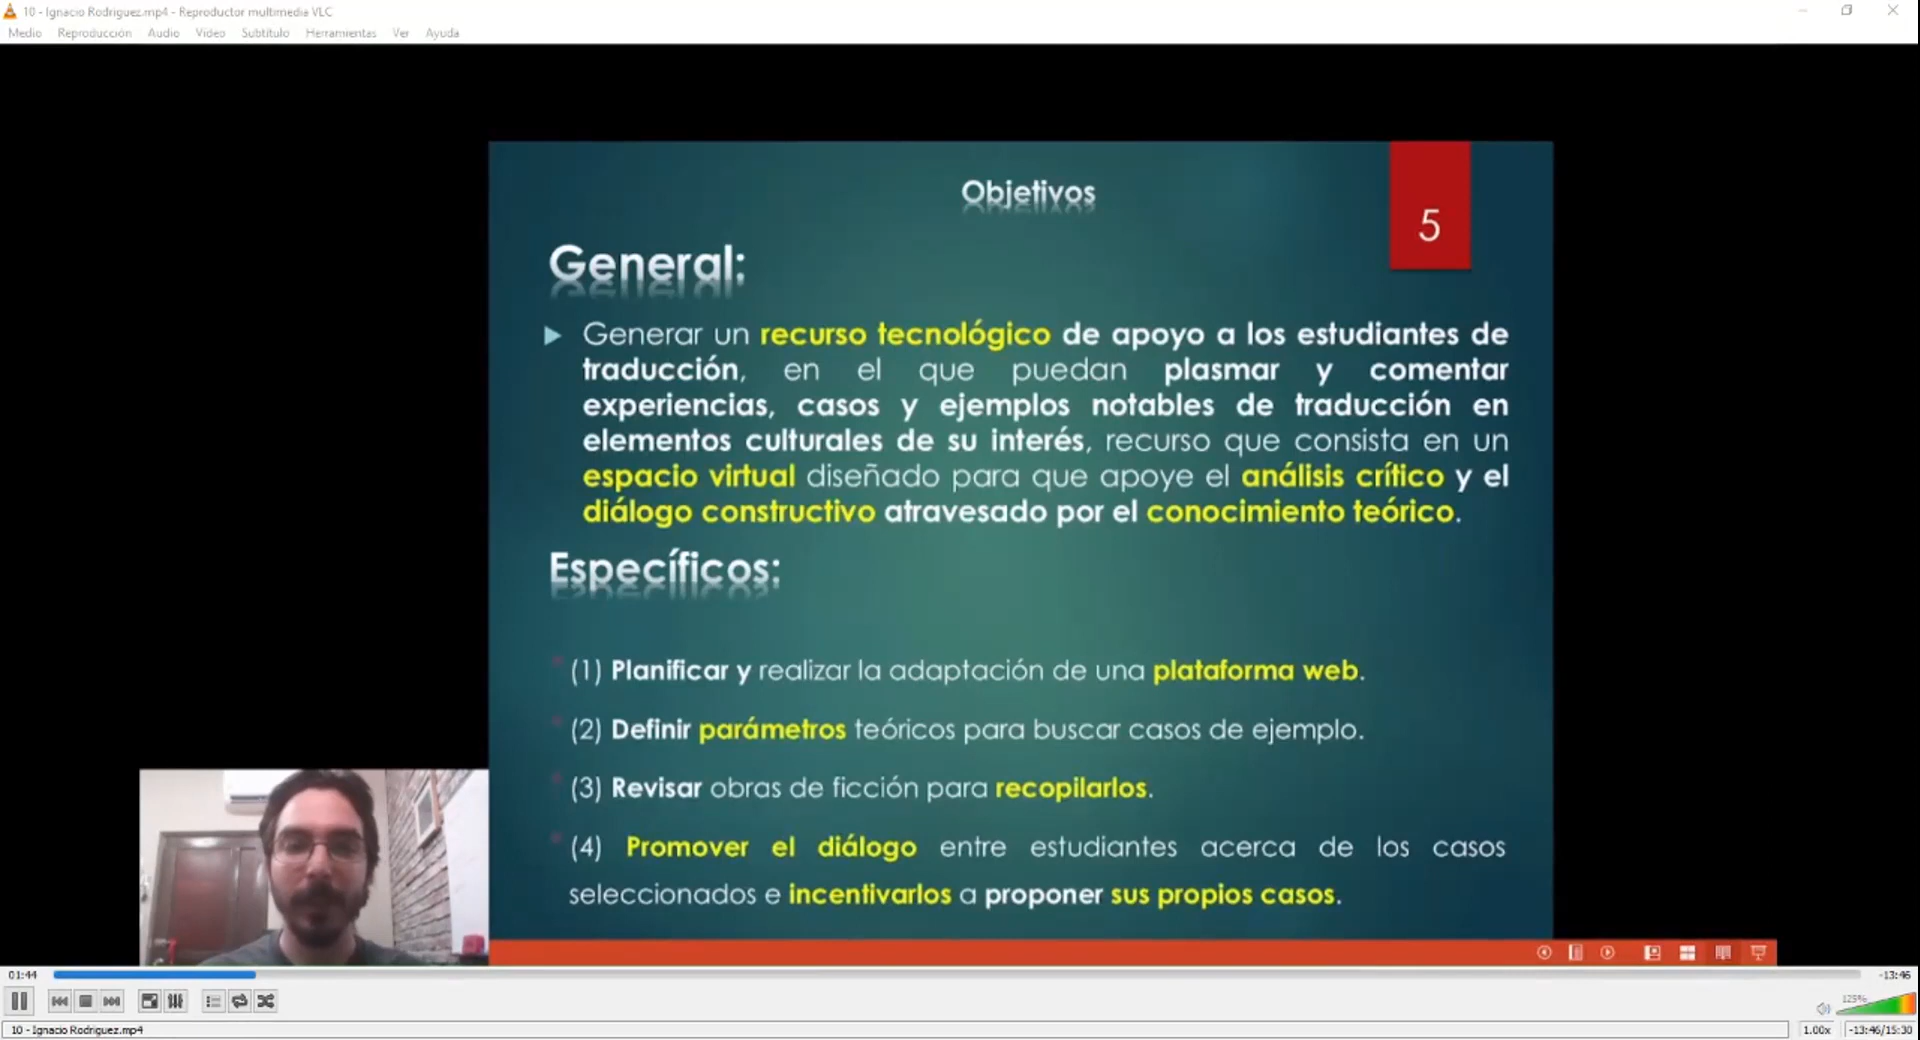 10 - Ignacio Rodriguez.mp4 - Reproductor multimedia VLC
Medio Reproducción Audio Video Subtítulo Herramientas Ver Ayuda
Objetivos
5
General:
Generar un recurso tecnológico de apoyo a los estudiantes de
traducción, en el que puedan plasmar y comentar
experiencias, casos y ejemplos notables de traducción en
elementos culturales de su interés, recurso que consista en un
espacio virtual diseñado para que apoye el análisis crítico y el
diálogo constructivo atravesado por el conocimiento teórico.
Específicos:
(1) Planificar y realizar la adaptación de una plataforma web.
(2) Definir parámetros teóricos para buscar casos de ejemplo.
(3) Revisar obras de ficción para recopilarlos.
(4) Promover el diálogo entre estudiantes acerca de los casos
seleccionados e incentivarlos a proponer sus propios casos.
01:44
-13:46
125%
10 - Ignacio Rodriguez.mp4
1.00x
-13:46/15:30